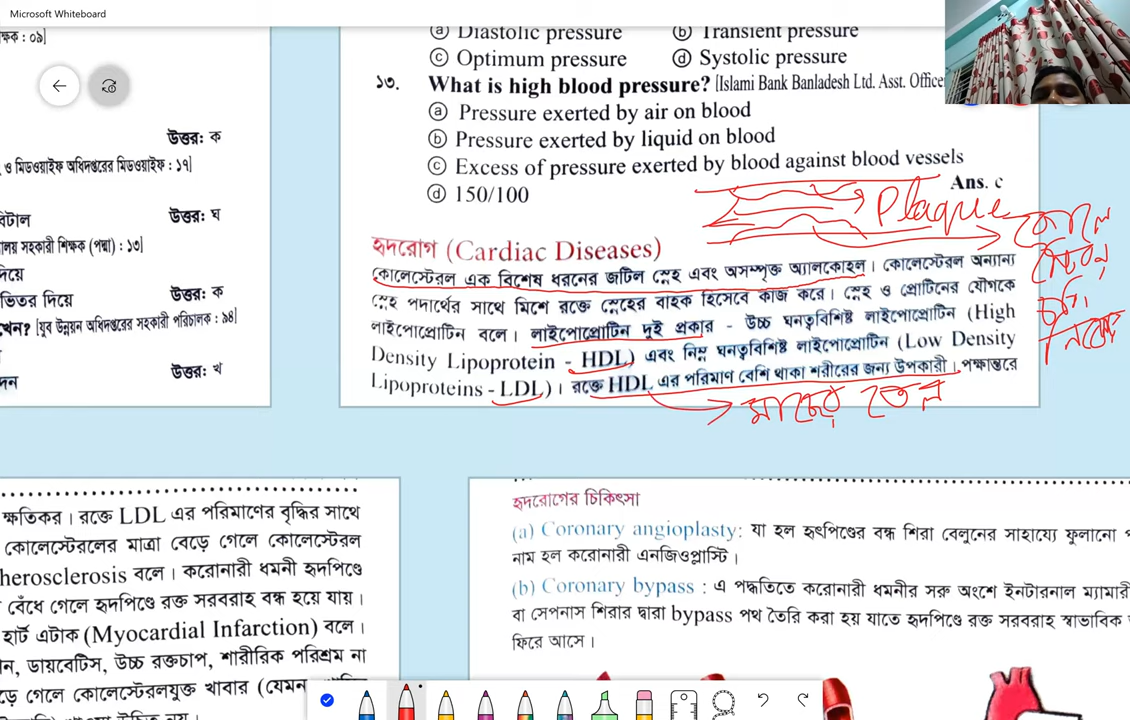 Microsoft Whiteboard
ক্ষক : ০৯]
উত্তর: ক
ও মিডওয়াইফ অধিদপ্তরের মিডওয়াইফ : ১৭]
বিটাল
উত্তর: ঘ
লয় সহকারী শিক্ষক (পদ্মা) : ১৩]
দিয়ে
ভিতর দিয়ে
উত্তর: ক
খেন? [যুব উন্নয়ন অধিদপ্তরের সহকারী পরিচালক : ৯৪]
উত্তর: খ
দন
ⓐ Diastolic pressure ⓑ Transient pressure
ⓒ Optimum pressure ⓓ Systolic pressure
১৩. What is high blood pressure? [Islami Bank Banladesh Ltd. Asst. Office
ⓐ Pressure exerted by air on blood
ⓑ Pressure exerted by liquid on blood
ⓒ Excess of pressure exerted by blood against blood vessels
ⓓ 150/100
Ans. c
Plaque
কোলে
হৃদরোগ (Cardiac Diseases)
কোলেস্টেরল এক বিশেষ ধরনের জটিল স্নেহ এবং অসম্পৃক্ত অ্যালকোহল। কোলেস্টেরল অন্যান্য
স্নেহ পদার্থের সাথে মিশে রক্তে স্নেহের বাহক হিসেবে কাজ করে। স্নেহ ও প্রোটিনের যৌগকে
লাইপোপ্রোটিন বলে। লাইপোপ্রোটিন দুই প্রকার - উচ্চ ঘনত্ববিশিষ্ট লাইপোপ্রোটিন (High
Density Lipoprotein - HDL) এবং নিম্ন ঘনত্ববিশিষ্ট লাইপোপ্রোটিন (Low Density
Lipoproteins - LDL)। রক্তে HDL এর পরিমাণ বেশি থাকা শরীরের জন্য উপকারী। পক্ষান্তরে
মাছের তেল
ক্ষতিকর। রক্তে LDL এর পরিমাণের বৃদ্ধির সাথে
কোলেস্টেরলের মাত্রা বেড়ে গেলে কোলেস্টেরল
herosclerosis বলে। করোনারী ধমনী হৃদপিণ্ডে
বেঁধে গেলে হৃদপিণ্ডে রক্ত সরবরাহ বন্ধ হয়ে যায়।
হার্ট এটাক (Myocardial Infarction) বলে।
ন, ডায়বেটিস, উচ্চ রক্তচাপ, শারীরিক পরিশ্রম না
ড়ে গেলে কোলেস্টেরলযুক্ত খাবার (যেমন
হৃদরোগের চিকিৎসা
(a) Coronary angioplasty: যা হল হৃৎপিণ্ডের বন্ধ শিরা বেলুনের সাহায্যে ফুলানো
নাম হল করোনারী এনজিওপ্লাস্টি।
(b) Coronary bypass : এ পদ্ধতিতে করোনারী ধমনীর সরু অংশে ইন্টারনাল ম্যামারী
বা সেপনাস শিরার দ্বারা bypass পথ তৈরি করা হয় যাতে হৃদপিণ্ডে রক্ত সরবরাহ স্বাভাবিক
ফিরে আসে।